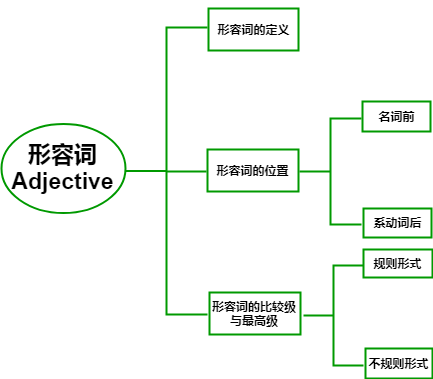 形容词
Adjective
形容词的定义
形容词的位置
名词前
系动词后
形容词的比较级
与最高级
规则形式
不规则形式